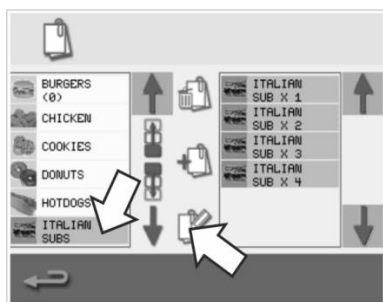 BURGERS
(0)
CHICKEN
COOKIES
DONUTS
HOTDOGS
ITALIAN
SUBS
ITALIAN
SUB X 1
ITALIAN
SUB X 2
ITALIAN
SUB X 3
ITALIAN
SUB X 4